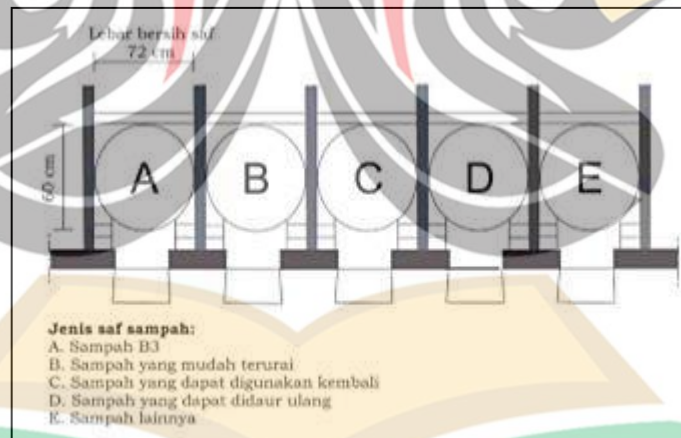 Lebar bersih saf
72 cm
60 cm
A B C D E
Jenis saf sampah:
A. Sampah B3
B. Sampah yang mudah terurai
C. Sampah yang dapat digunakan kembali
D. Sampah yang dapat didaur ulang
E. Sampah lainnya